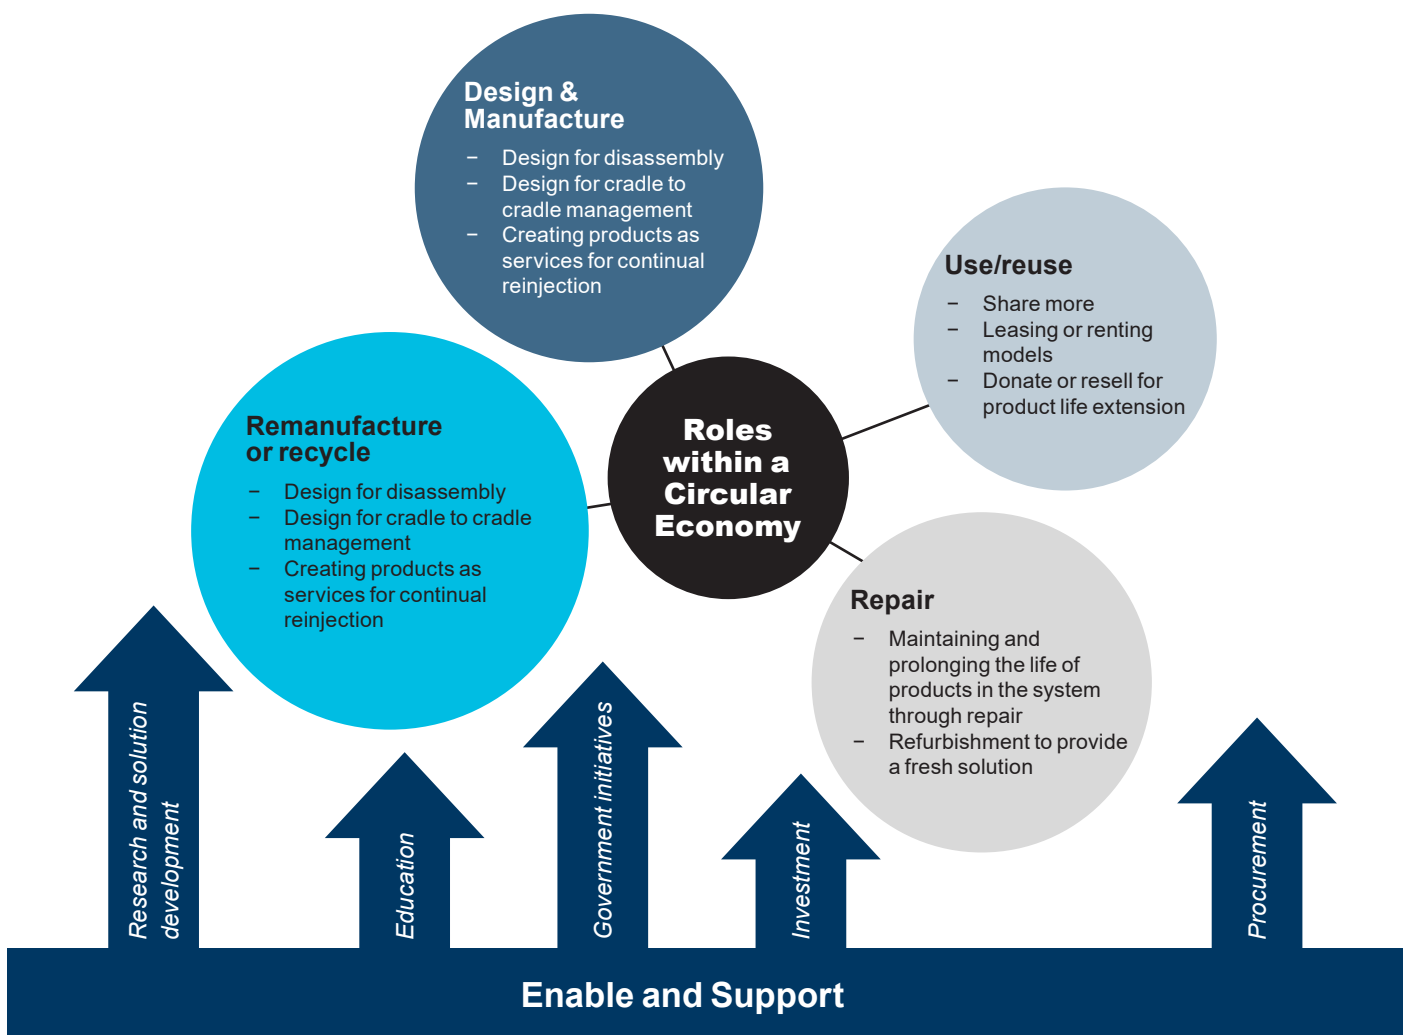 Design &
Manufacture
− Design for disassembly
− Design for cradle to
cradle management
− Creating products as
services for continual
reinjection
Use/reuse
− Share more
− Leasing or renting
models
− Donate or resell for
product life extension
Remanufacture
or recycle
− Design for disassembly
− Design for cradle to cradle
management
− Creating products as
services for continual
reinjection
Roles
within a
Circular
Economy
Repair
− Maintaining and
prolonging the life of
products in the system
through repair
− Refurbishment to provide
a fresh solution
Research and solution
development
Education
Government initiatives
Investment
Procurement
Enable and Support